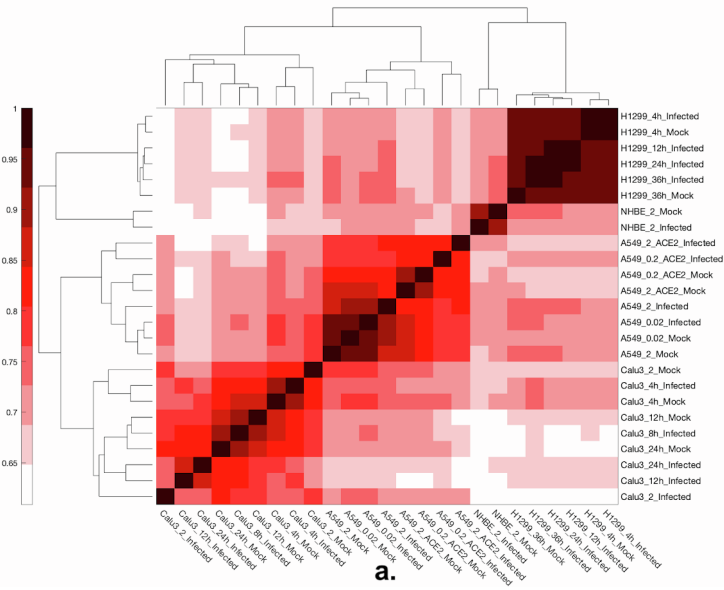 1
0.95
0.9
0.85
0.8
0.75
0.7
0.65
H1299_4h_Infected
H1299_4h_Mock
H1299_12h_Infected
H1299_24h_Infected
H1299_36h_Infected
H1299_36h_Mock
NHBE_2_Mock
NHBE_2_Infected
A549_2_ACE2_Infected
A549_0.2_ACE2_Infected
A549_0.2_ACE2_Mock
A549_2_ACE2_Mock
A549_2_Infected
A549_0.02_Infected
A549_0.02_Mock
A549_2_Mock
Calu3_2_Mock
Calu3_4h_Infected
Calu3_4h_Mock
Calu3_12h_Mock
Calu3_8h_Infected
Calu3_24h_Mock
Calu3_24h_Infected
Calu3_12h_Infected
Calu3_2_Infected
Calu3_2_Infected
Calu3_12h_Infected
Calu3_24h_Infected
Calu3_24h_Mock
Calu3_8h_Infected
Calu3_12h_Mock
Calu3_4h_Mock
Calu3_4h_Infected
Calu3_2_Mock
A549_2_Mock
A549_0.02_Mock
A549_0.02_Infected
A549_2_Infected
A549_2_ACE2_Mock
A549_0.2_ACE2_Mock
A549_0.2_ACE2_Infected
A549_2_ACE2_Infected
NHBE_2_Infected
NHBE_2_Mock
H1299_36h_Mock
H1299_36h_Infected
H1299_24h_Infected
H1299_12h_Infected
H1299_4h_Mock
H1299_4h_Infected
a.